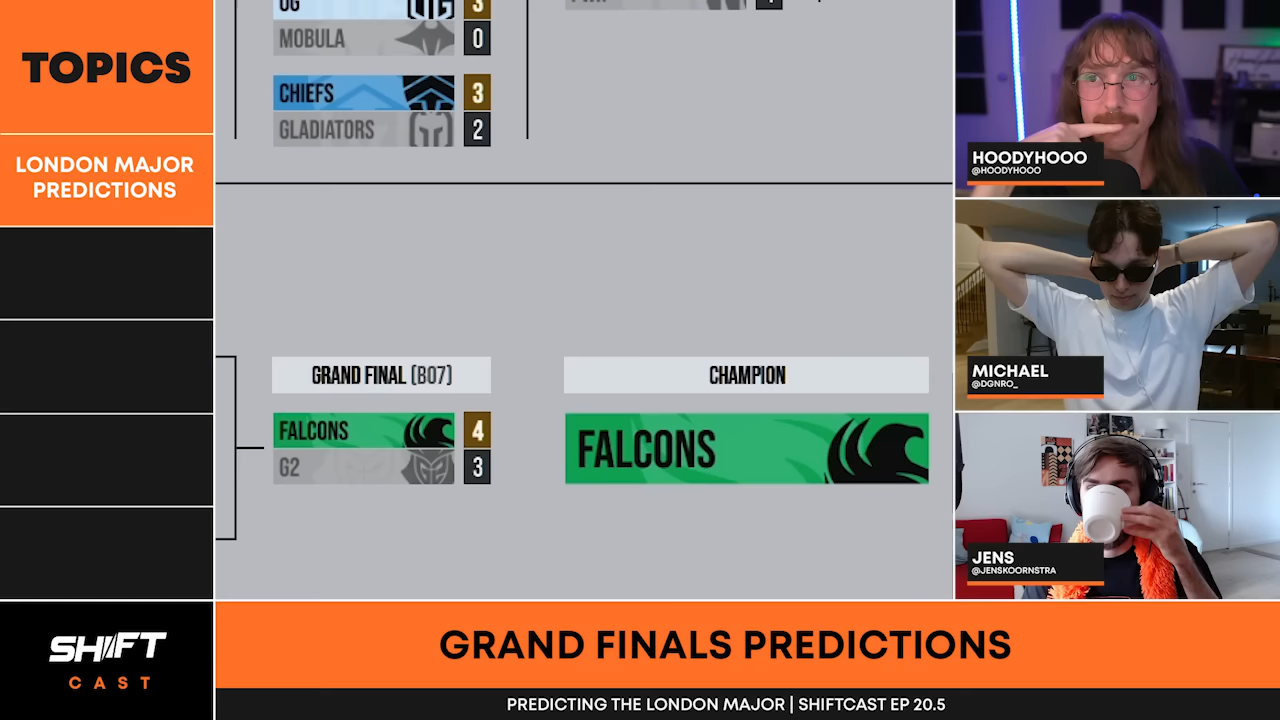 TOPICS
LONDON MAJOR
PREDICTIONS
OG 3
MOBULA 0
CHIEFS 3
GLADIATORS 2
GRAND FINAL (BO7)
FALCONS 4
G2 3
CHAMPION
FALCONS
HOODYHOOO
@HOODYHOOO
MICHAEL
@DGNRO_
JENS
@JENSKOORNSTRA
SHIFT
CAST
GRAND FINALS PREDICTIONS
PREDICTING THE LONDON MAJOR | SHIFTCAST EP 20.5